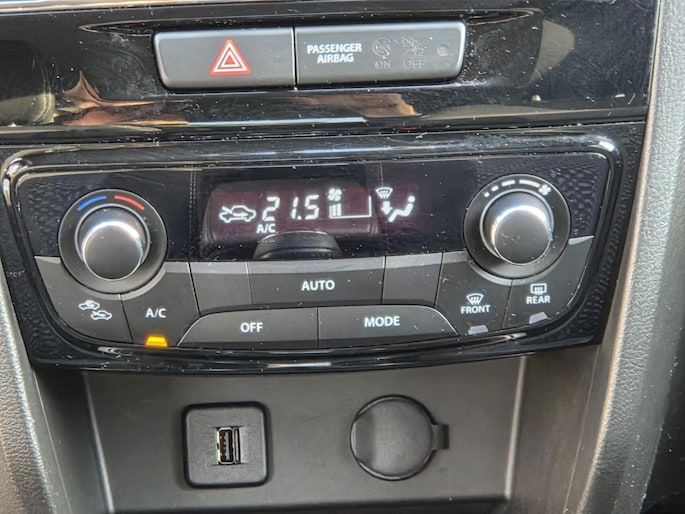 PASSENGER
AIRBAG
ON OFF
21.5
A/C
AUTO
A/C
OFF
MODE
FRONT
REAR